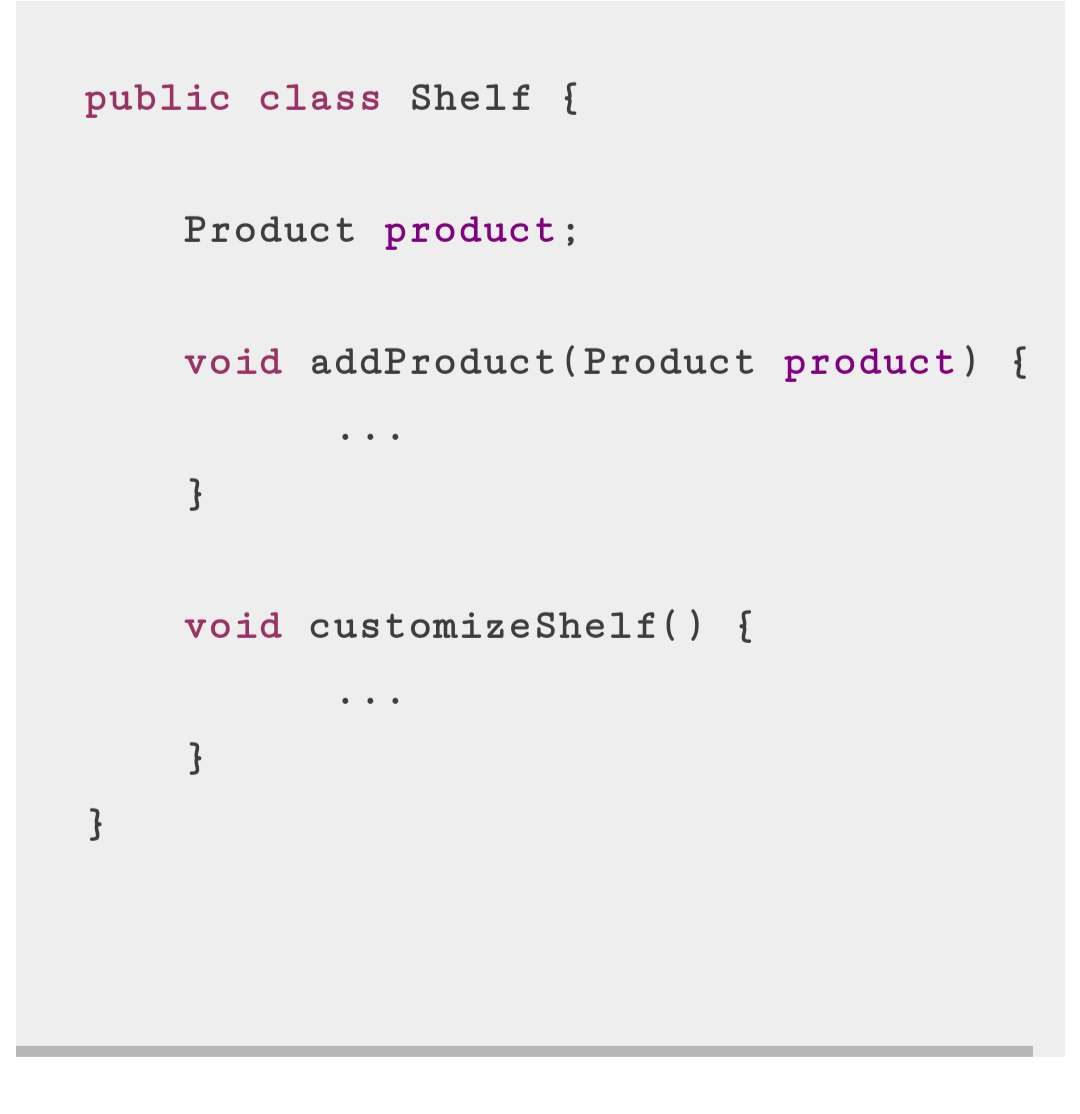 public class Shelf {
Product product;
void addProduct(Product product) {
...
}
void customizeShelf() {
...
}
}